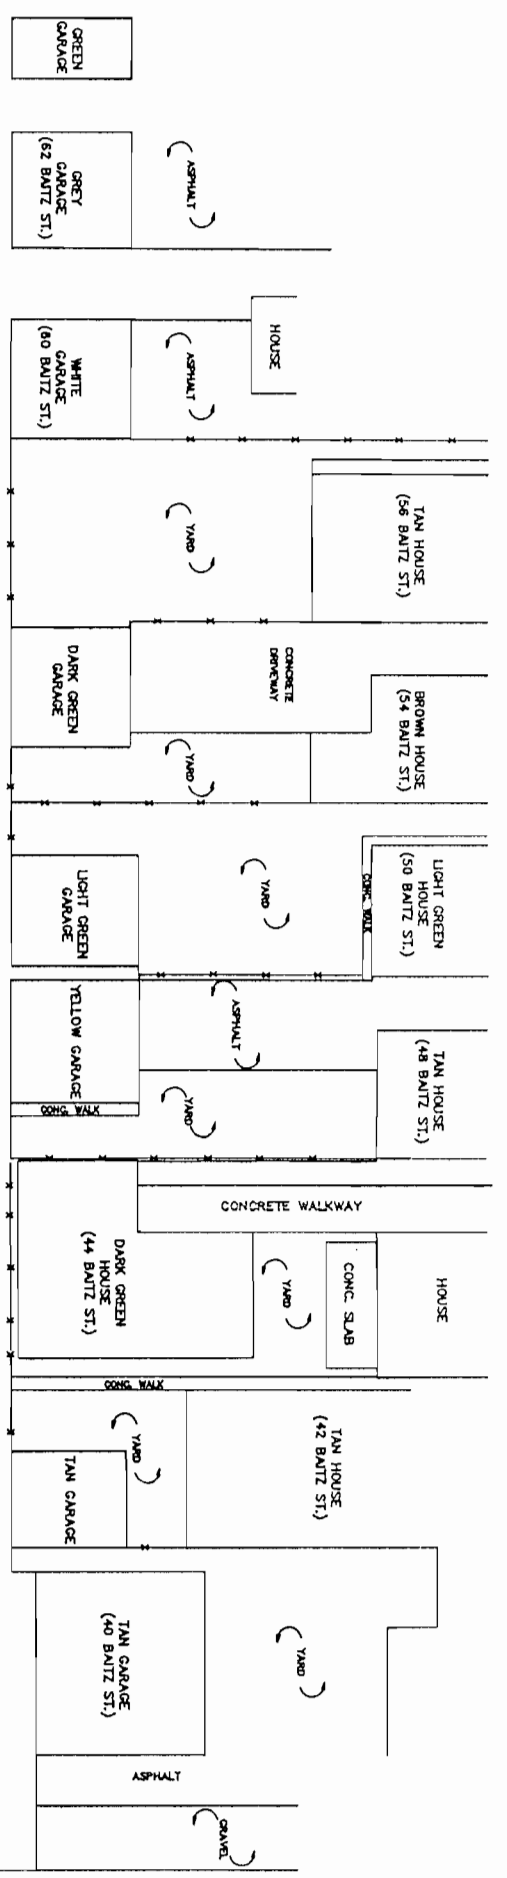 GREEN
GARAGE
GREY
GARAGE
(62 BAITZ ST.)
ASPHALT
HOUSE
WHITE
GARAGE
(60 BAITZ ST.)
ASPHALT
TAN HOUSE
(56 BAITZ ST.)
YARD
CONCRETE
DRIVEWAY
DARK GREEN
GARAGE
BROWN HOUSE
(54 BAITZ ST.)
YARD
LIGHT GREEN
HOUSE
(50 BAITZ ST.)
CONC. WALK
YARD
LIGHT GREEN
GARAGE
YELLOW GARAGE
ASPHALT
TAN HOUSE
(48 BAITZ ST.)
CONC. WALK
YARD
CONCRETE WALKWAY
DARK GREEN
HOUSE
(44 BAITZ ST.)
YARD
CONC. SLAB
HOUSE
CONC. WALK
TAN HOUSE
(42 BAITZ ST.)
YARD
TAN GARAGE
TAN GARAGE
(40 BAITZ ST.)
YARD
ASPHALT
GRAVEL